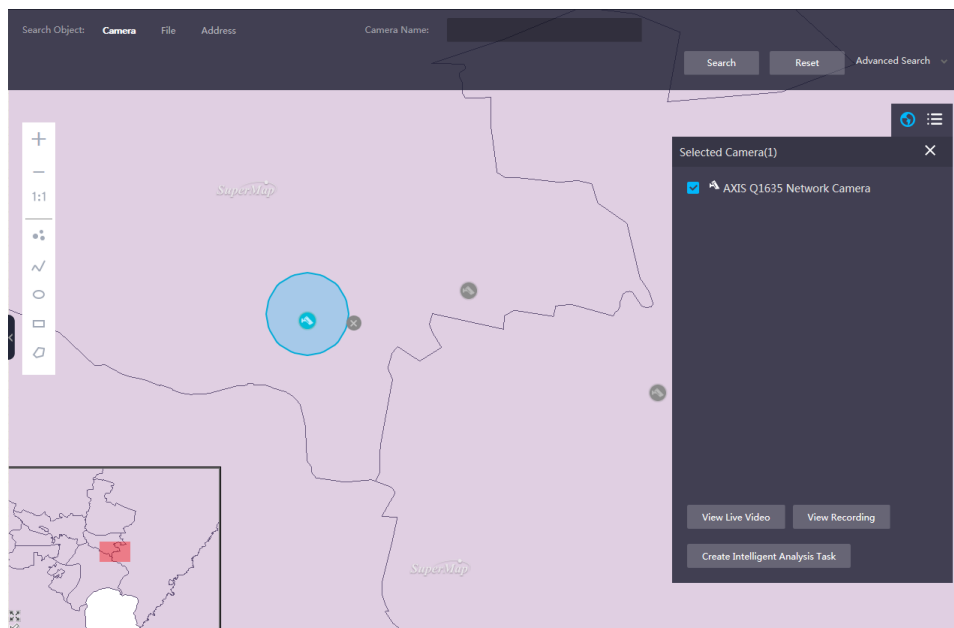 Search Object: Camera File Address Camera Name:
Search Reset Advanced Search
1:1
Selected Camera(1)
AXIS Q1635 Network Camera
SuperMap
View Live Video View Recording
Create Intelligent Analysis Task
SuperMap